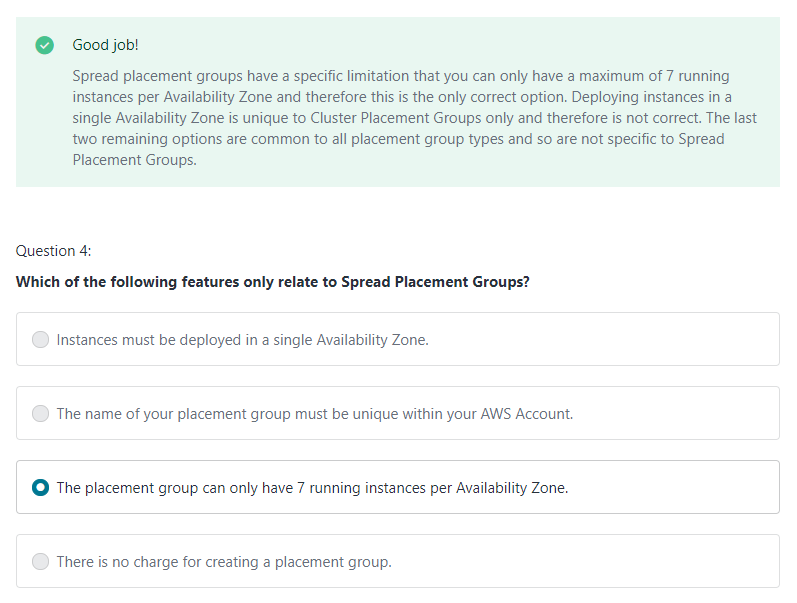 Good job!
Spread placement groups have a specific limitation that you can only have a maximum of 7 running
instances per Availability Zone and therefore this is the only correct option. Deploying instances in a
single Availability Zone is unique to Cluster Placement Groups only and therefore is not correct. The last
two remaining options are common to all placement group types and so are not specific to Spread
Placement Groups.
Question 4:
Which of the following features only relate to Spread Placement Groups?
Instances must be deployed in a single Availability Zone.
The name of your placement group must be unique within your AWS Account.
The placement group can only have 7 running instances per Availability Zone.
There is no charge for creating a placement group.